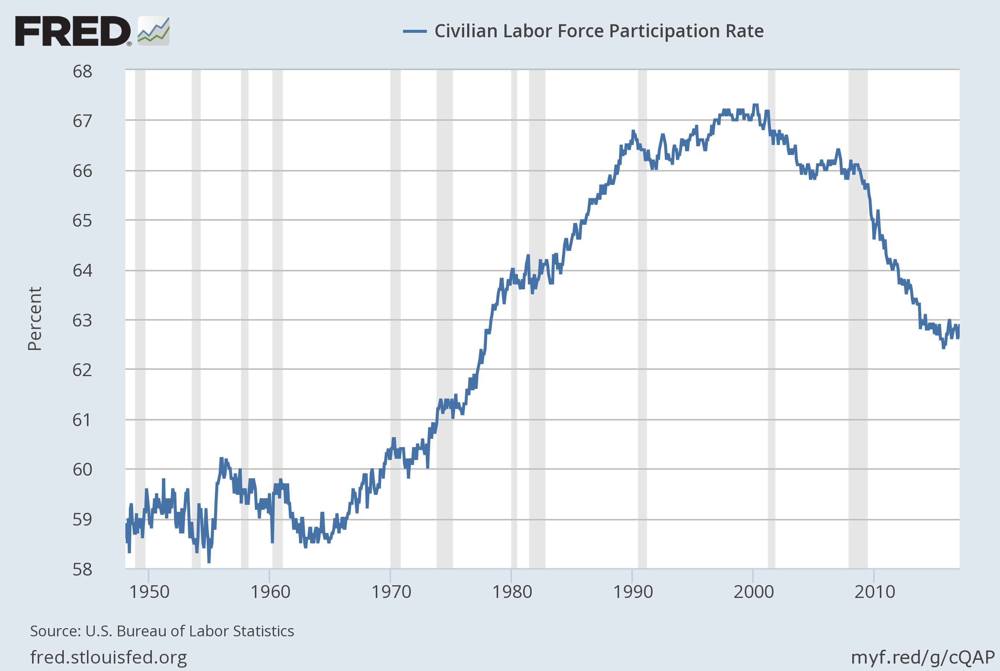 FRED®
Civilian Labor Force Participation Rate
68
67
66
65
64
63
62
61
60
59
58
Percent
1950 1960 1970 1980 1990 2000 2010
Source: U.S. Bureau of Labor Statistics
fred.stlouisfed.org
myf.red/g/cQAP